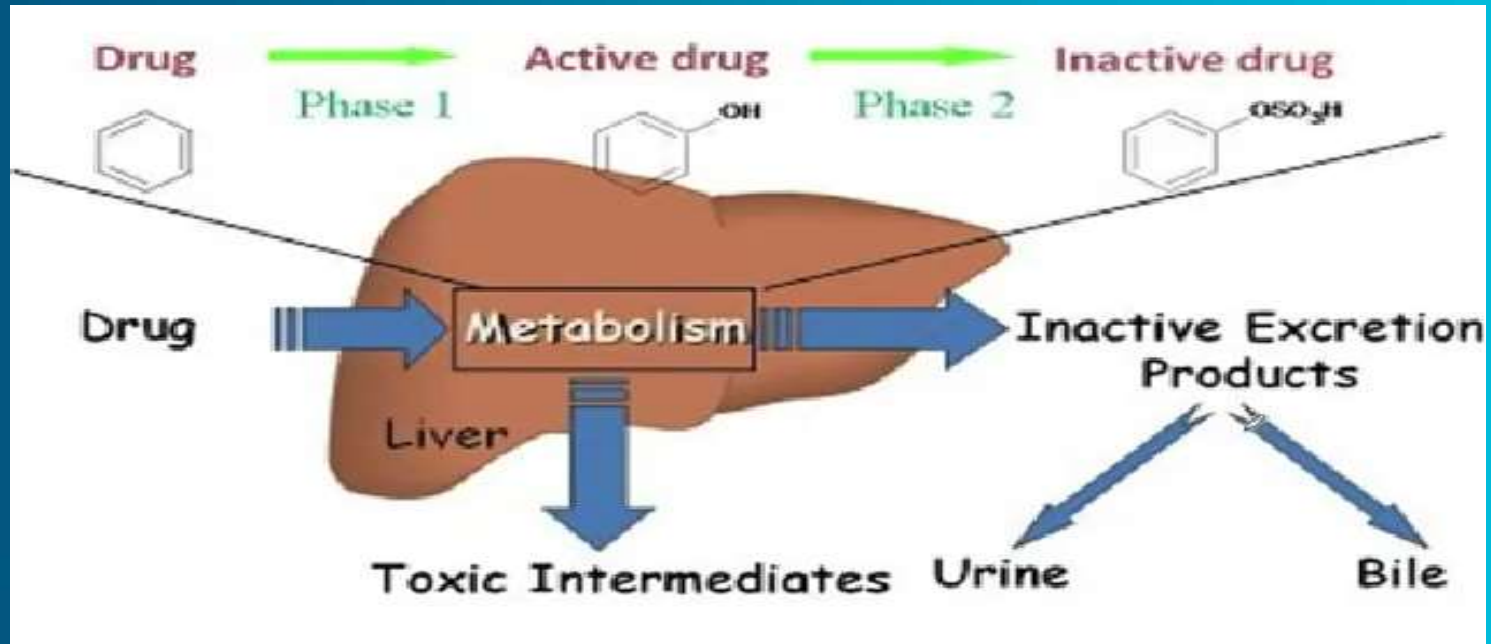 Drug Active drug Inactive drug
Phase 1 Phase 2
OH OSO₃H
Drug Metabolism Inactive Excretion
Products
Liver
Toxic Intermediates Urine Bile